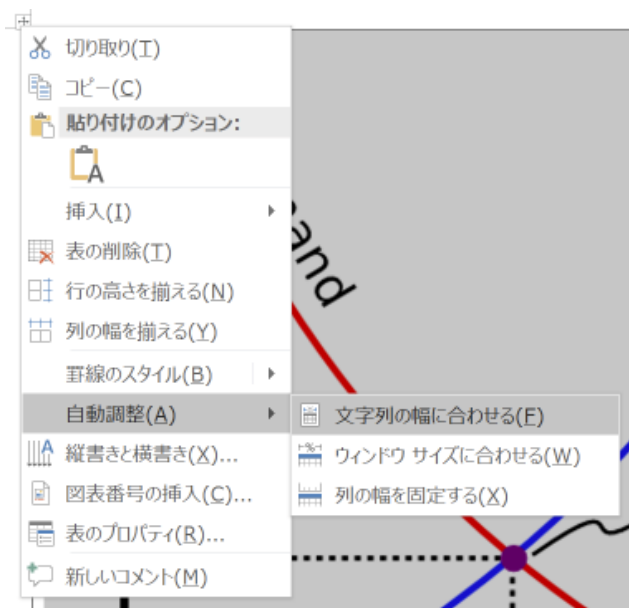 切り取り(T)
コピー(C)
貼り付けのオプション:
A
挿入(I)
表の削除(T)
行の高さを揃える(N)
列の幅を揃える(Y)
罫線のスタイル(B)
自動調整(A)
文字列の幅に合わせる(F)
ウィンドウ サイズに合わせる(W)
列の幅を固定する(X)
縦書きと横書き(X)...
図表番号の挿入(C)...
表のプロパティ(R)...
新しいコメント(M)